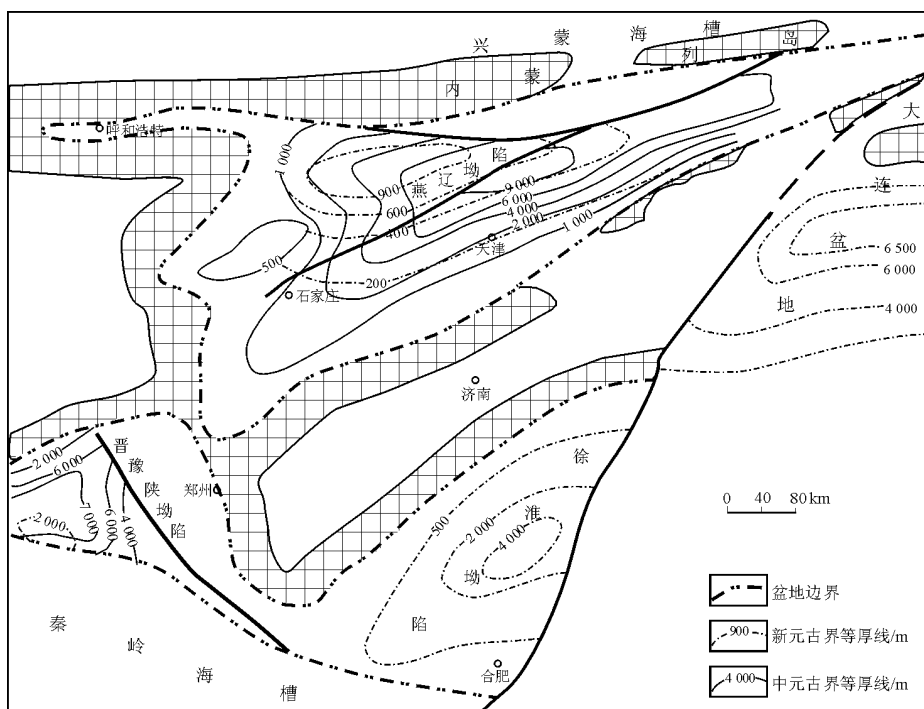 兴蒙海槽
内蒙列岛
呼和浩特
1 000
900
600
400
燕辽坳陷
9 000
6 000
4 000
2 000
1 000
天津
200
500
石家庄
大连盆地
6 500
6 000
4 000
济南
2 000
6 000
晋豫陕坳陷
郑州
7 000
6 000
4 000
2 000
徐淮坳陷
500
2 000
4 000
合肥
秦岭海槽
0 40 80 km
盆地边界
900 新元古界等厚线/m
4 000 中元古界等厚线/m